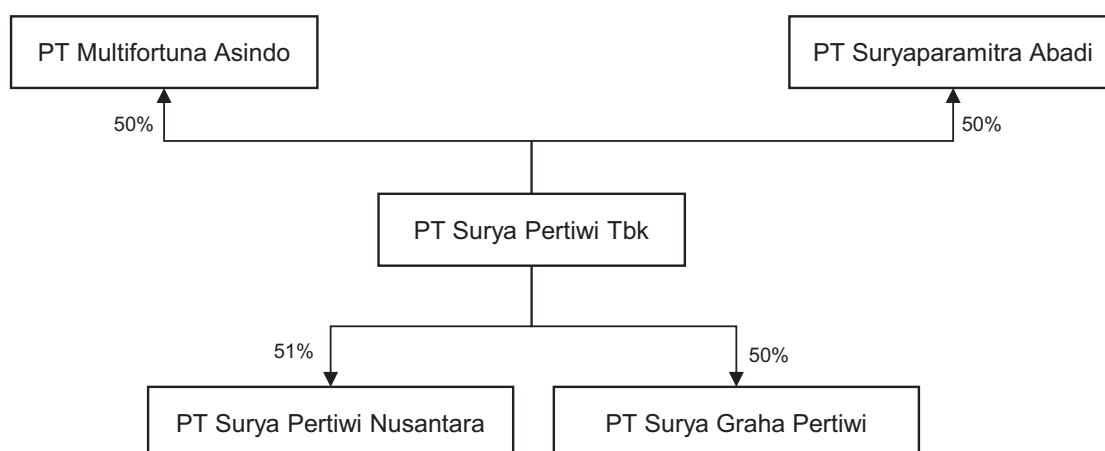 PT Multifortuna Asindo
PT Suryaparamitra Abadi
50%
50%
PT Surya Pertiwi Tbk
51%
50%
PT Surya Pertiwi Nusantara
PT Surya Graha Pertiwi